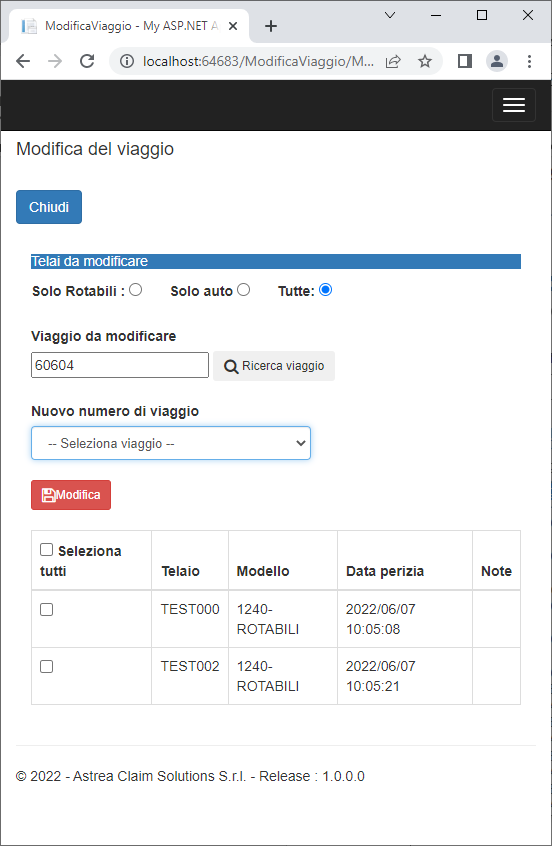 ModificaViaggio - My ASP.NET A
localhost:64683/ModificaViaggio/M...
Modifica del viaggio
Chiudi
Telai da modificare
Solo Rotabili : Solo auto Tutte:
Viaggio da modificare
60604 Ricerca viaggio
Nuovo numero di viaggio
-- Seleziona viaggio --
Modifica
Seleziona
tutti Telaio Modello Data perizia Note
TEST000 1240- 2022/06/07
ROTABILI 10:05:08
TEST002 1240- 2022/06/07
ROTABILI 10:05:21
© 2022 - Astrea Claim Solutions S.r.l. - Release : 1.0.0.0